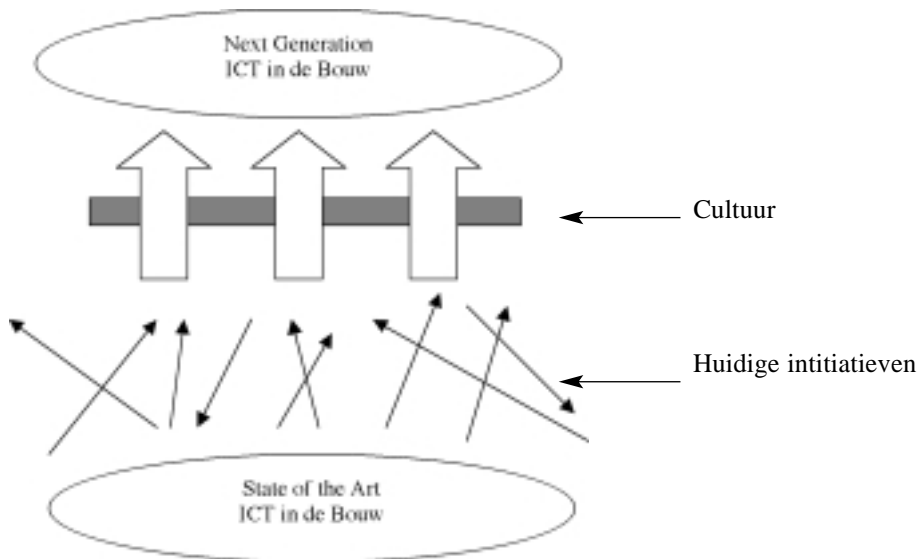 Next Generation
ICT in de Bouw
Cultuur
Huidige intitiatieven
State of the Art
ICT in de Bouw